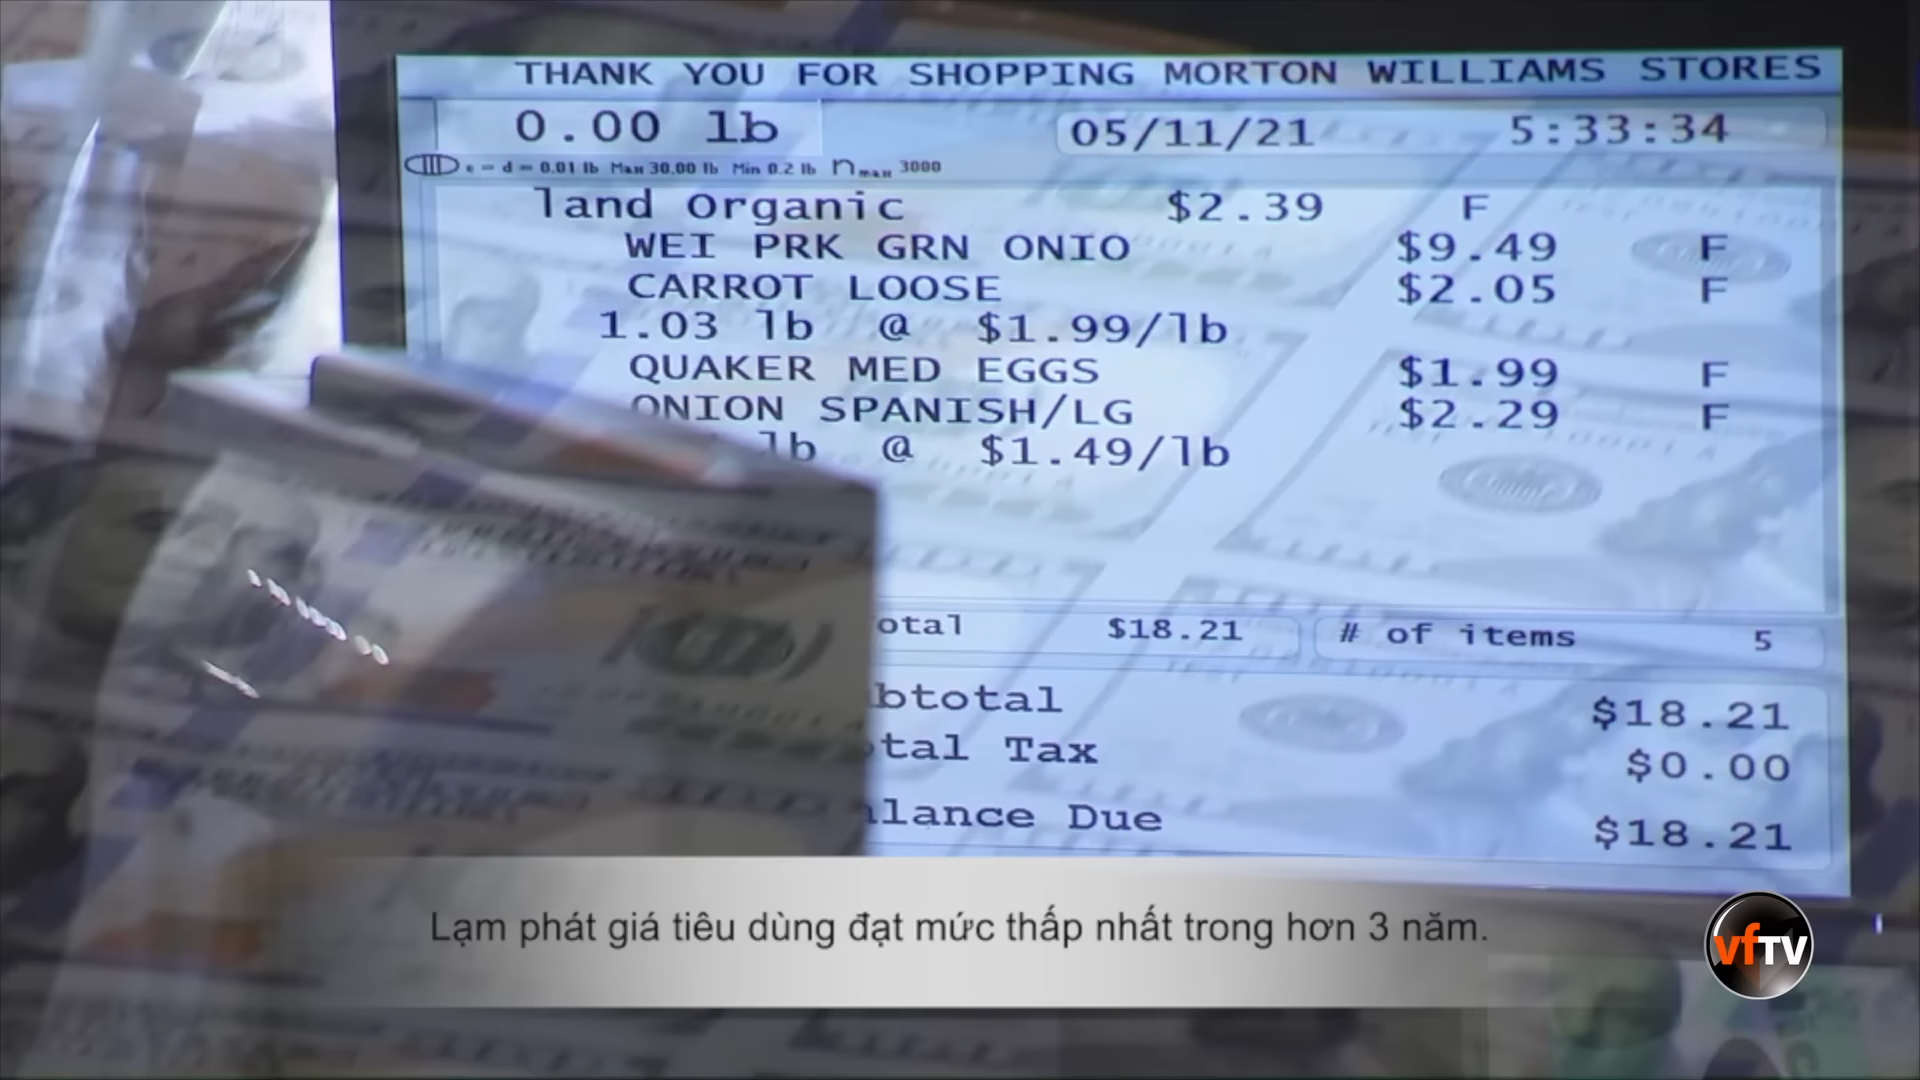 THANK YOU FOR SHOPPING MORTON WILLIAMS STORES
0.00 lb 05/11/21 5:33:34
e = d = 0.01 lb Max 30.00 lb Min 0.2 lb n max 3000
land Organic $2.39 F
WEI PRK GRN ONIO $9.49 F
CARROT LOOSE $2.05 F
1.03 lb @ $1.99/lb
QUAKER MED EGGS $1.99 F
ONION SPANISH/LG $2.29 F
lb @ $1.49/lb
otal $18.21 # of items 5
btotal $18.21
tal Tax $0.00
lance Due $18.21
Lạm phát giá tiêu dùng đạt mức thấp nhất trong hơn 3 năm.
vfTV